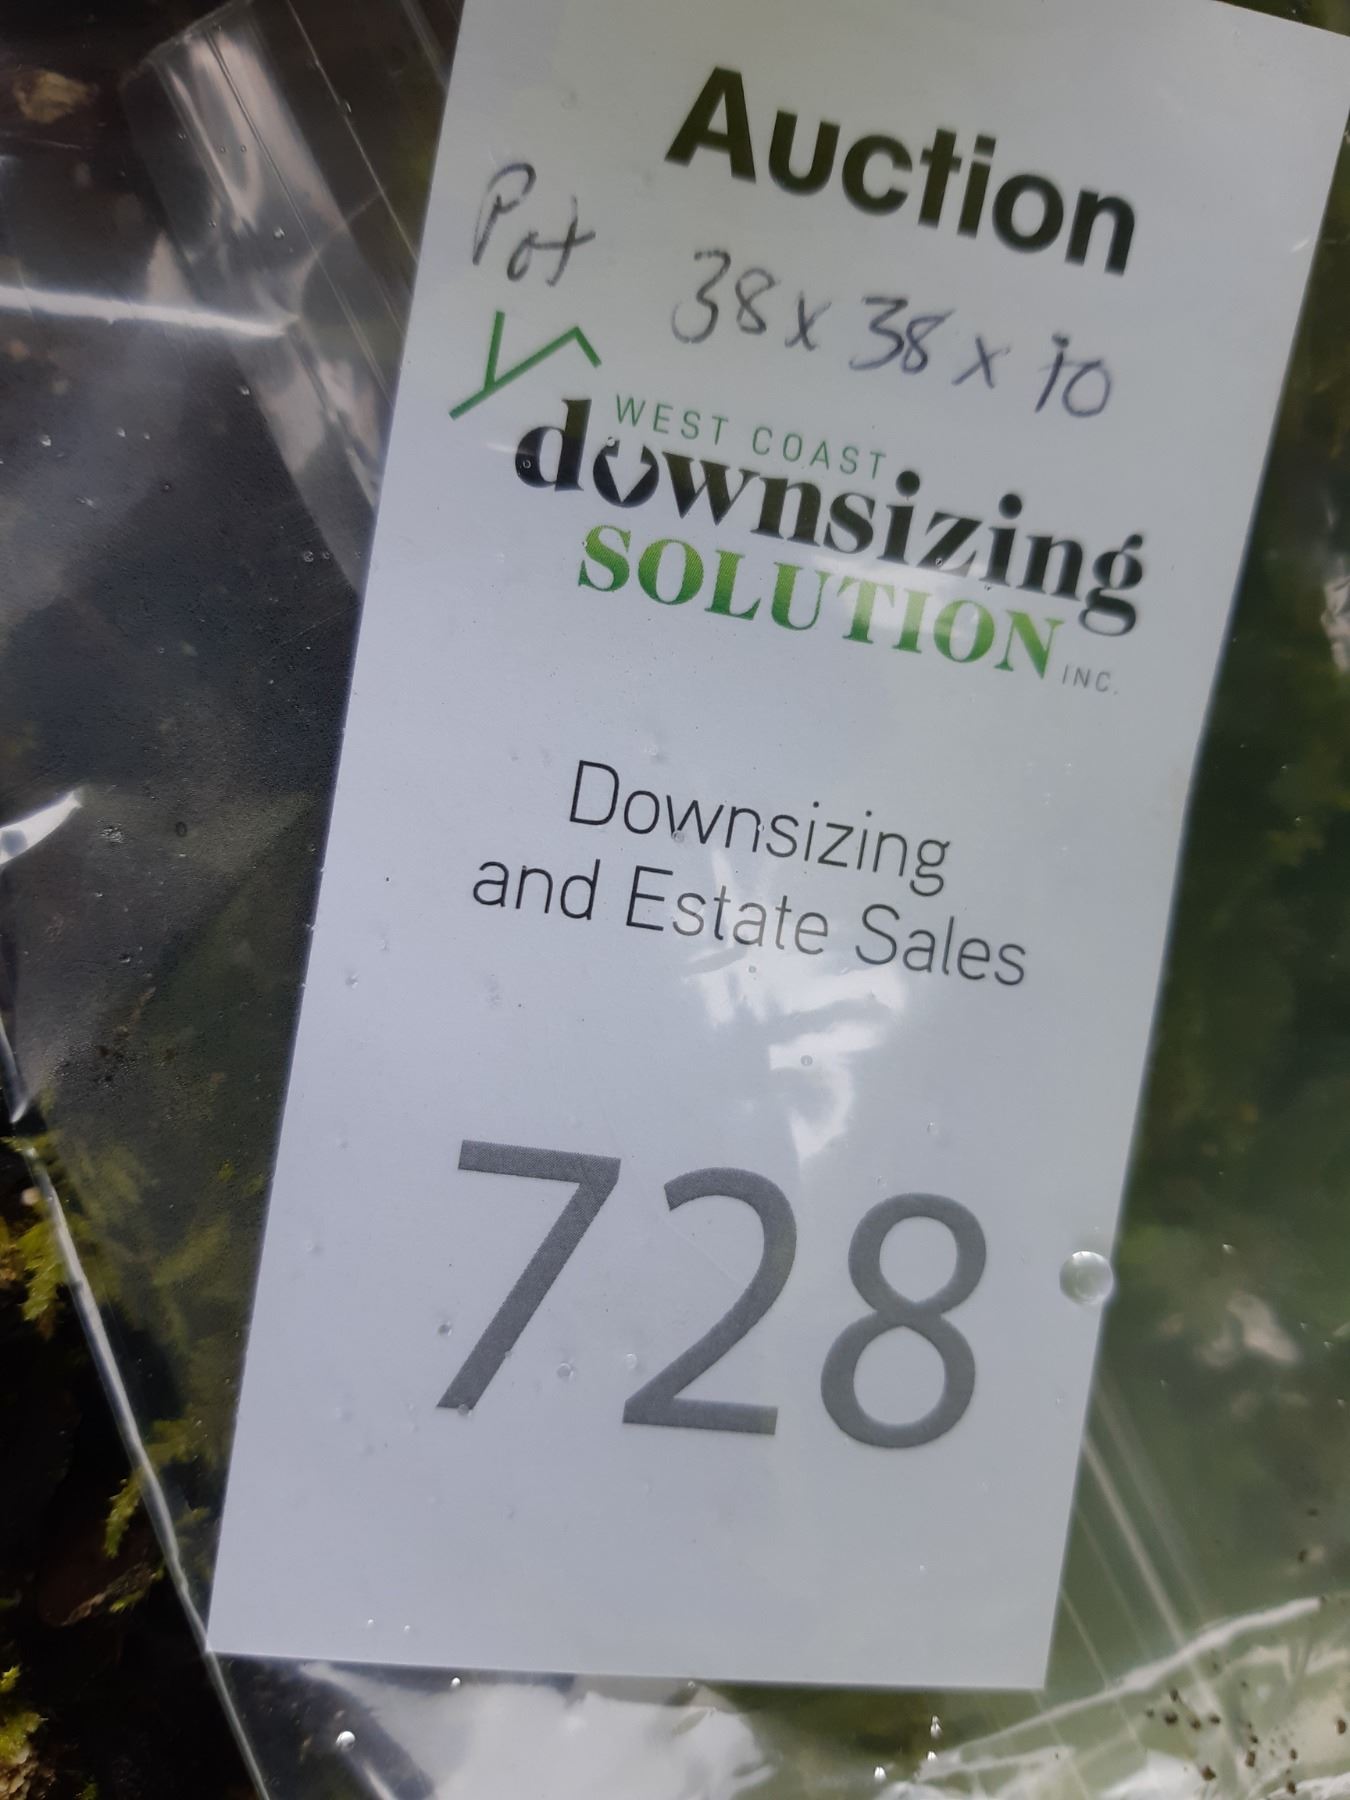 Auction
Pot 38 x 38 x 10
WEST COAST
downsizing
SOLUTION INC.
Downsizing
and Estate Sales
728